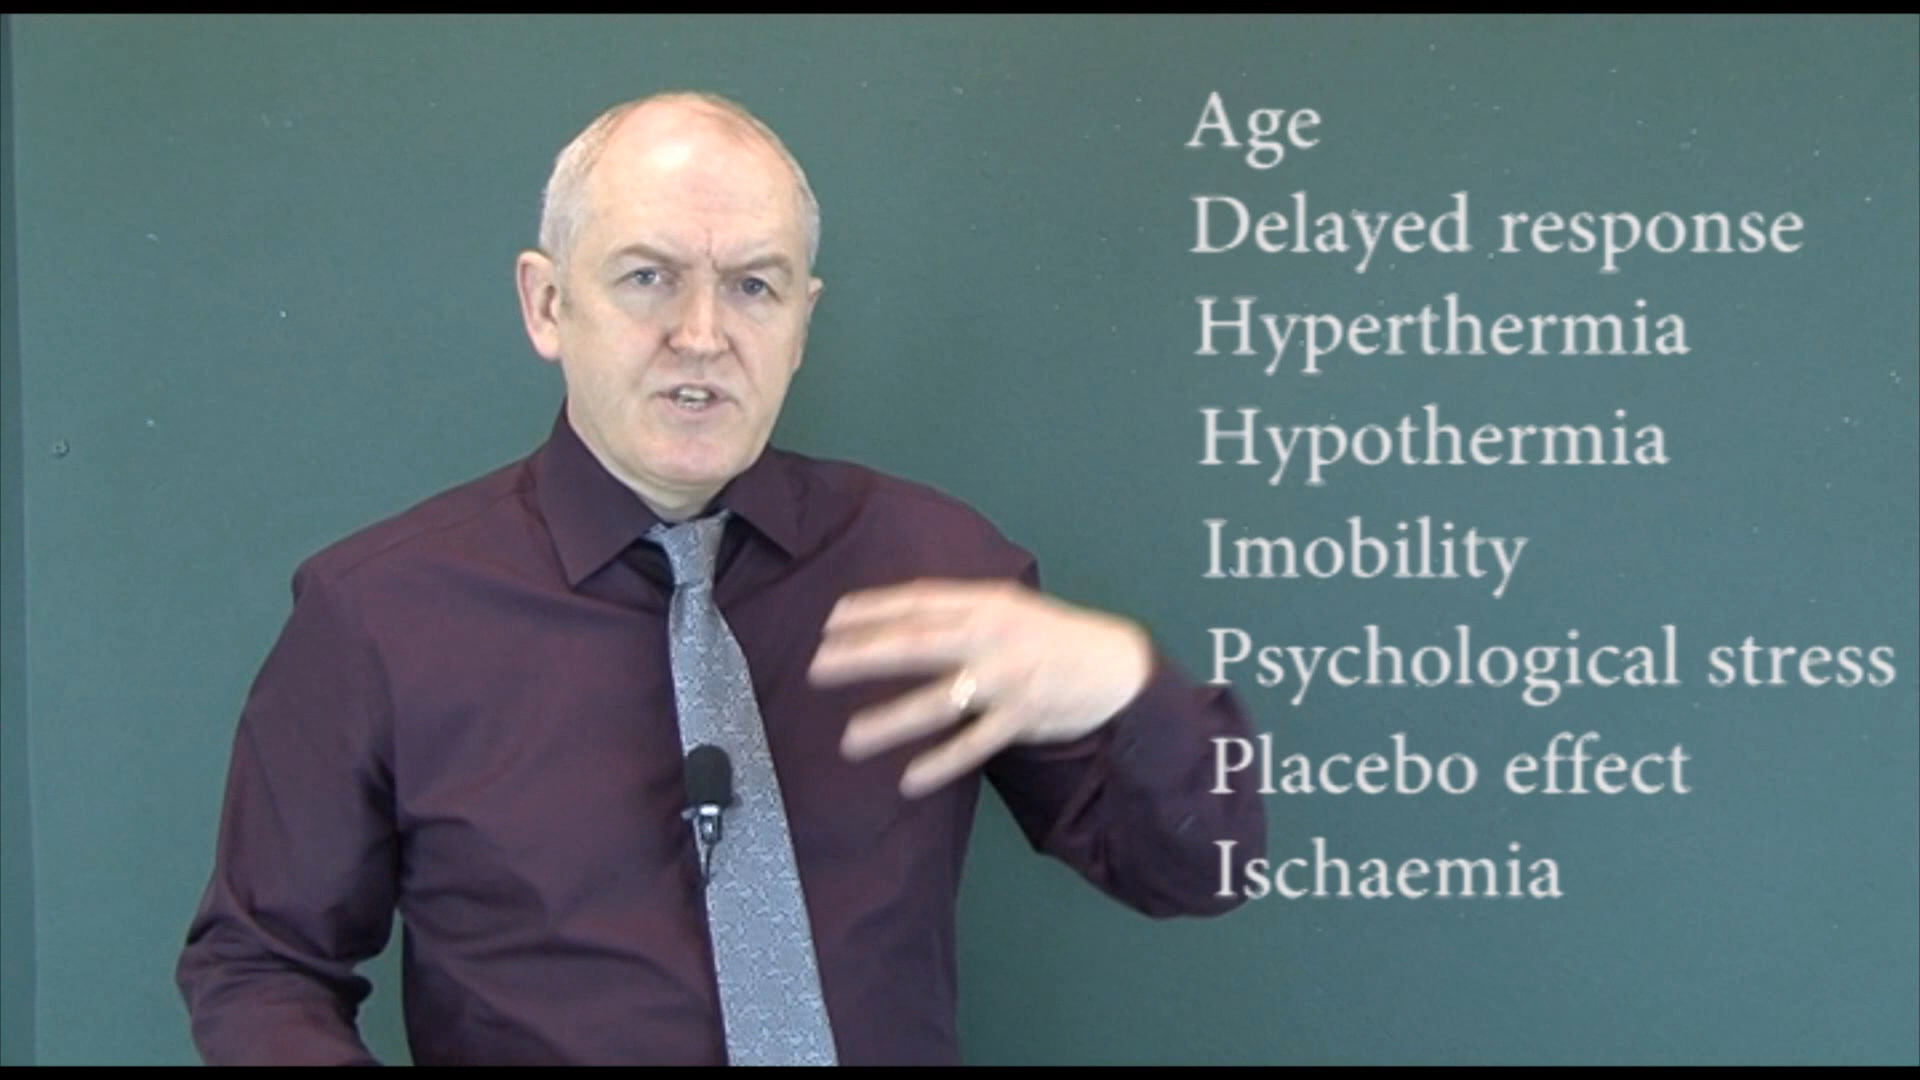 Age
Delayed response
Hyperthermia
Hypothermia
Imobility
Psychological stress
Placebo effect
Ischaemia